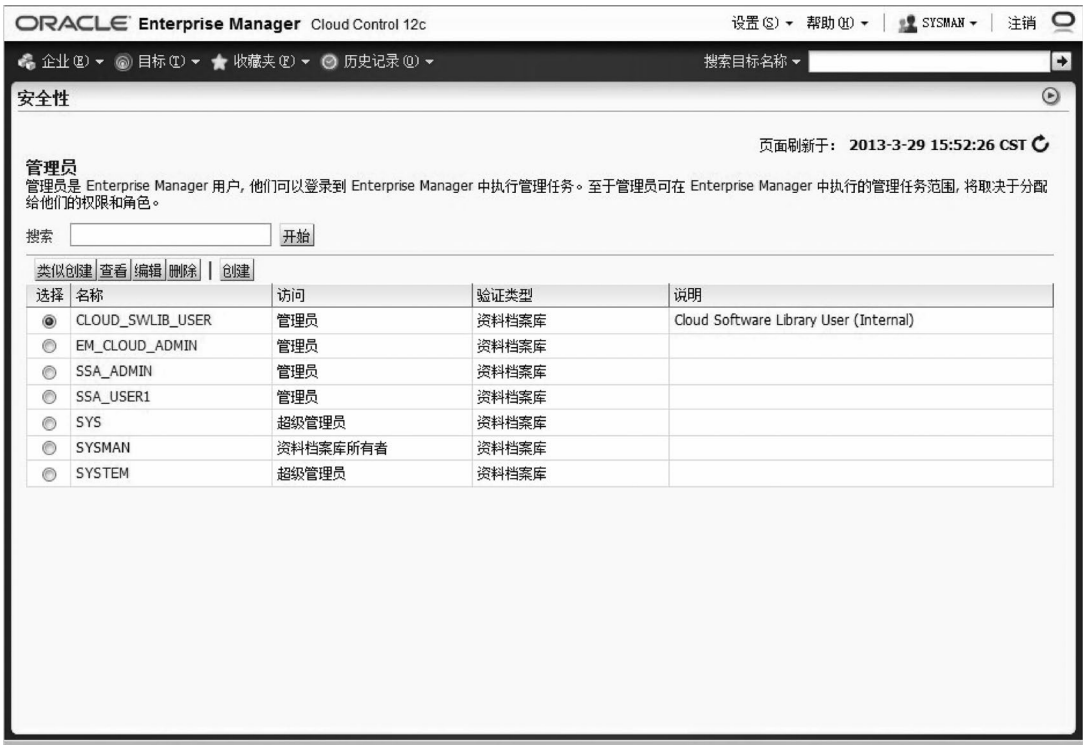 ORACLE Enterprise Manager Cloud Control 12c 设置(S) 帮助(H) SYSMAN 注销
企业(E) 目标(T) 收藏夹(F) 历史记录(O) 搜索目标名称
安全性
页面刷新于: 2013-3-29 15:52:26 CST
管理员
管理员是 Enterprise Manager 用户, 他们可以登录到 Enterprise Manager 中执行管理任务。至于管理员可在 Enterprise Manager 中执行的管理任务范围, 将取决于分配
给他们的权限和角色。
搜索 开始
类似创建 查看 编辑 删除 | 创建
选择 名称 访问 验证类型 说明
CLOUD_SWLIB_USER 管理员 资料档案库 Cloud Software Library User (Internal)
EM_CLOUD_ADMIN 管理员 资料档案库
SSA_ADMIN 管理员 资料档案库
SSA_USER1 管理员 资料档案库
SYS 超级管理员 资料档案库
SYSMAN 资料档案库所有者 资料档案库
SYSTEM 超级管理员 资料档案库